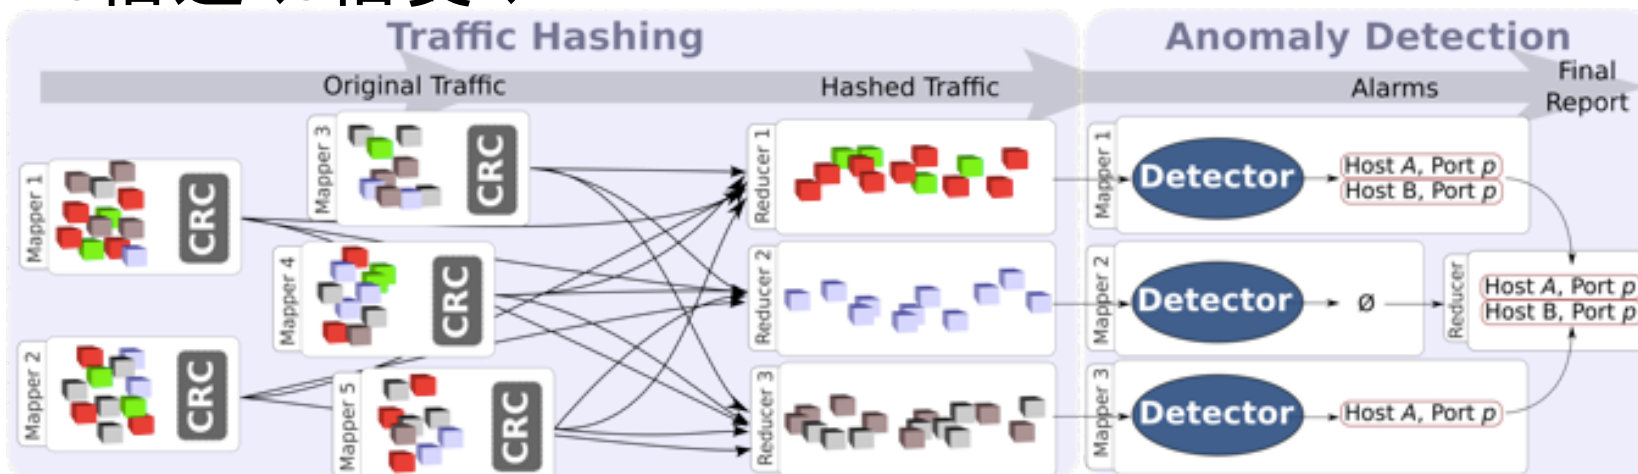 Traffic Hashing
Anomaly Detection
Original Traffic
Hashed Traffic
Alarms
Final
Report
Mapper 1
CRC
Mapper 2
CRC
Mapper 3
CRC
Mapper 4
CRC
Mapper 5
CRC
Reducer 1
Reducer 2
Reducer 3
Mapper 1
Detector
Host A, Port p
Host B, Port p
Mapper 2
Detector
Ø
Mapper 3
Detector
Host A, Port p
Reducer
Host A, Port p
Host B, Port p